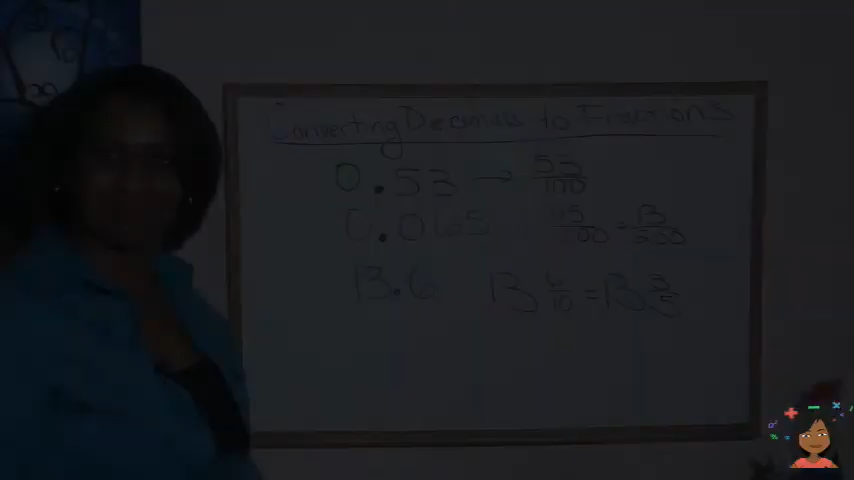 Converting Decimals to Fractions
0.53 → 53/100
0.065 65/1000 = 13/200
13.6 13 6/10 = 13 3/5